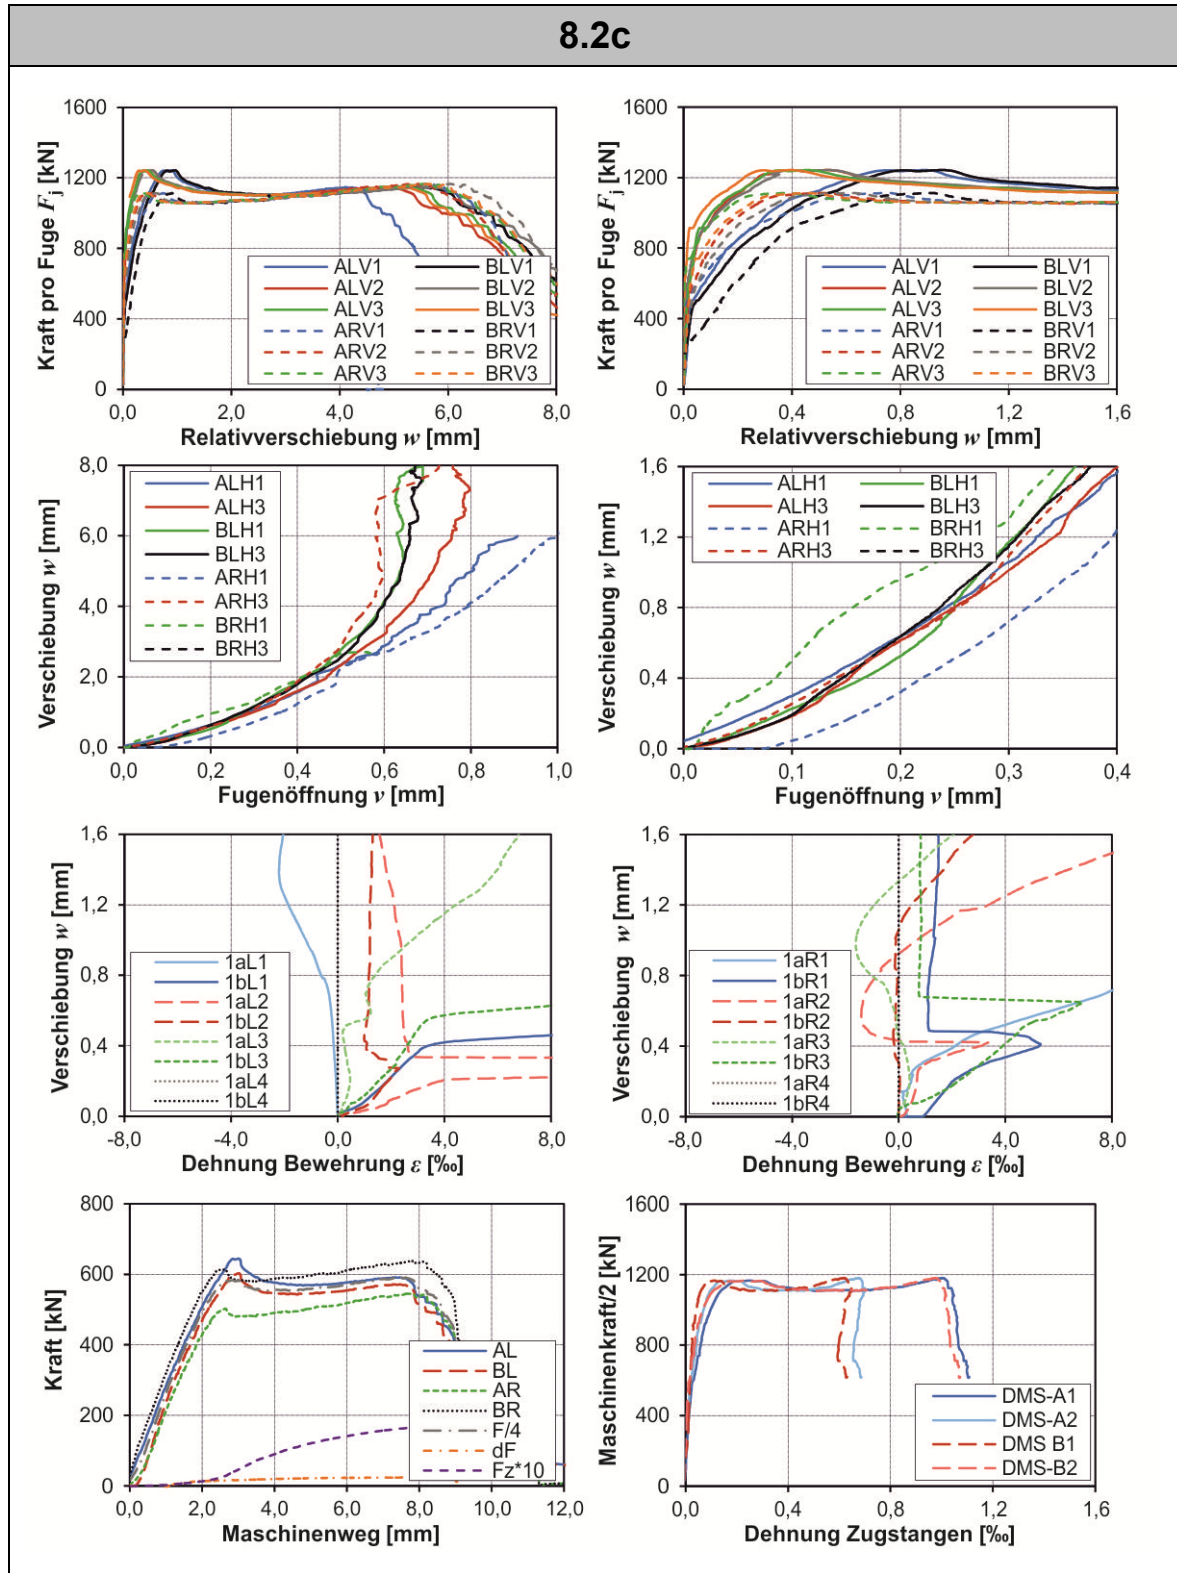 8.2c
Kraft pro Fuge Fj [kN]
1600
1200
800
400
0
ALV1 BLV1
ALV2 BLV2
ALV3 BLV3
ARV1 BRV1
ARV2 BRV2
ARV3 BRV3
0,0 2,0 4,0 6,0 8,0
Relativverschiebung w [mm]
Kraft pro Fuge Fj [kN]
1600
1200
800
400
0
ALV1 BLV1
ALV2 BLV2
ALV3 BLV3
ARV1 BRV1
ARV2 BRV2
ARV3 BRV3
0,0 0,4 0,8 1,2 1,6
Relativverschiebung w [mm]
Verschiebung w [mm]
8,0
6,0
4,0
2,0
0,0
ALH1
ALH3
BLH1
BLH3
ARH1
ARH3
BRH1
BRH3
0,0 0,2 0,4 0,6 0,8 1,0
Fugenöffnung v [mm]
Verschiebung w [mm]
1,6
1,2
0,8
0,4
0,0
ALH1 BLH1
ALH3 BLH3
ARH1 BRH1
ARH3 BRH3
0,0 0,1 0,2 0,3 0,4
Fugenöffnung v [mm]
Verschiebung w [mm]
1,6
1,2
0,8
0,4
0,0
1aL1
1bL1
1aL2
1bL2
1aL3
1bL3
1aL4
1bL4
-8,0 -4,0 0,0 4,0 8,0
Dehnung Bewehrung ε [‰]
Verschiebung w [mm]
1,6
1,2
0,8
0,4
0,0
1aR1
1bR1
1aR2
1bR2
1aR3
1bR3
1aR4
1bR4
-8,0 -4,0 0,0 4,0 8,0
Dehnung Bewehrung ε [‰]
Kraft [kN]
800
600
400
200
0
AL
BL
AR
BR
F/4
dF
Fz*10
0,0 2,0 4,0 6,0 8,0 10,0 12,0
Maschinenweg [mm]
Maschinenkraft/2 [kN]
1600
1200
800
400
0
DMS-A1
DMS-A2
DMS B1
DMS-B2
0,0 0,4 0,8 1,2 1,6
Dehnung Zugstangen [‰]